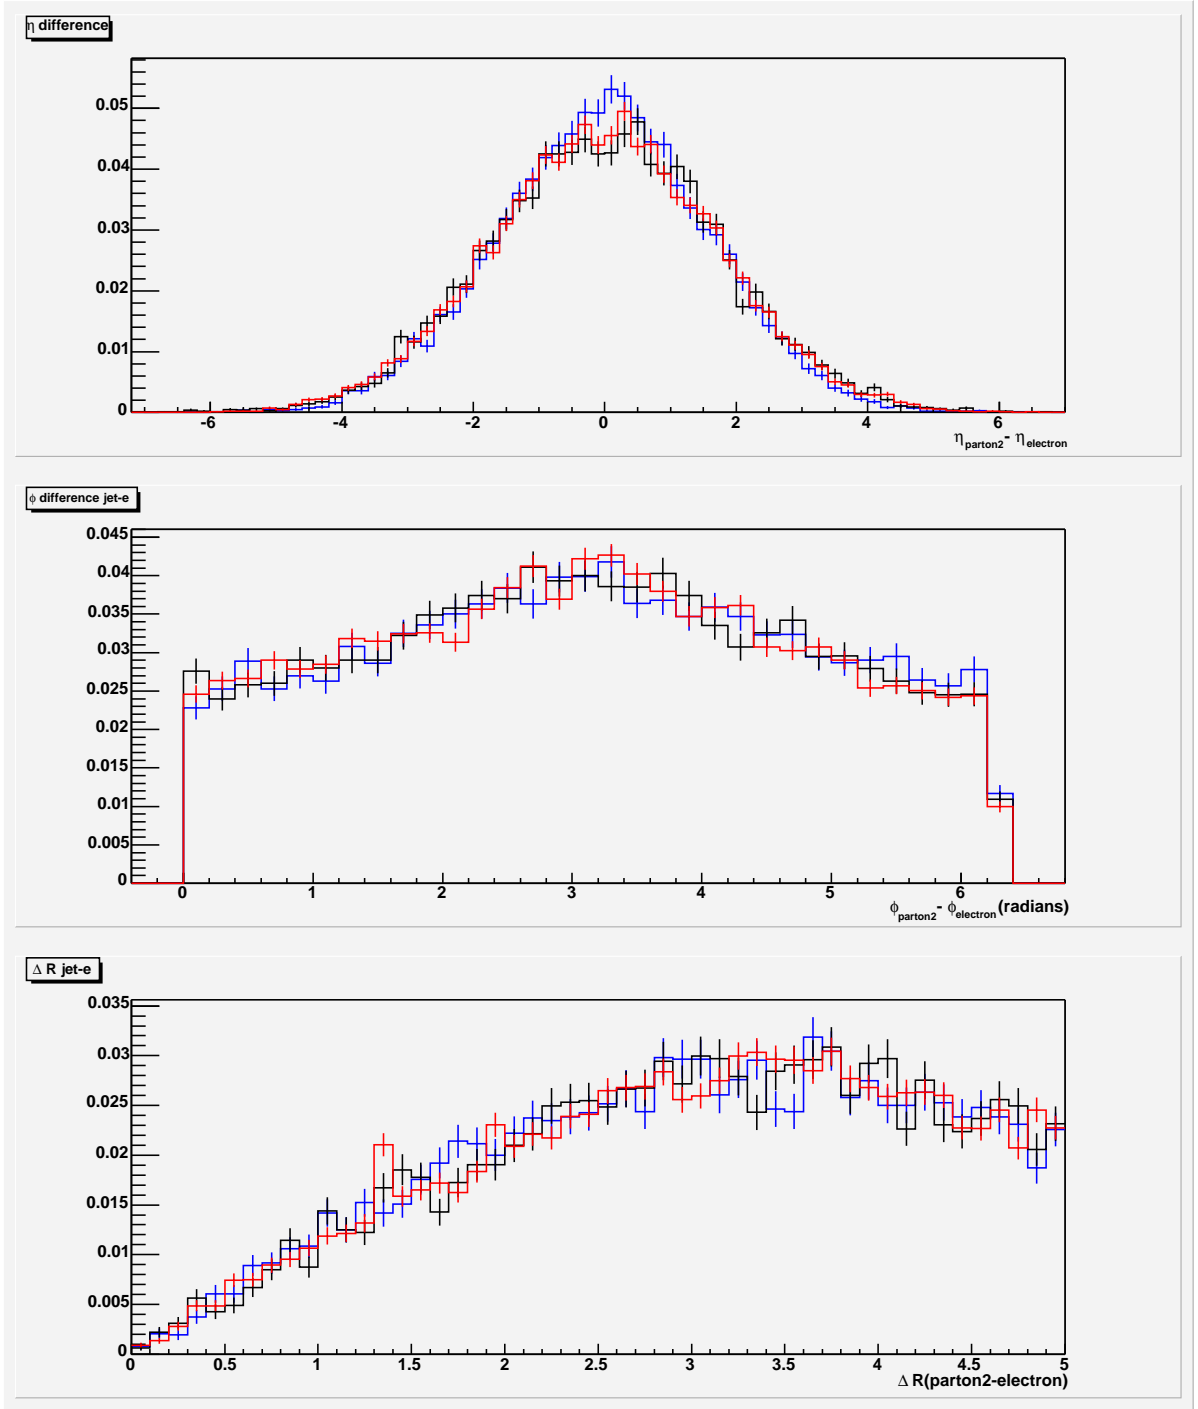 η difference
0.05
0.04
0.03
0.02
0.01
0
-6 -4 -2 0 2 4 6
η parton2 - η electron
ϕ difference jet-e
0.045
0.04
0.035
0.03
0.025
0.02
0.015
0.01
0.005
0
0 1 2 3 4 5 6
ϕ parton2 - ϕ electron (radians)
Δ R jet-e
0.035
0.03
0.025
0.02
0.015
0.01
0.005
0
0 0.5 1 1.5 2 2.5 3 3.5 4 4.5 5
Δ R(parton2-electron)